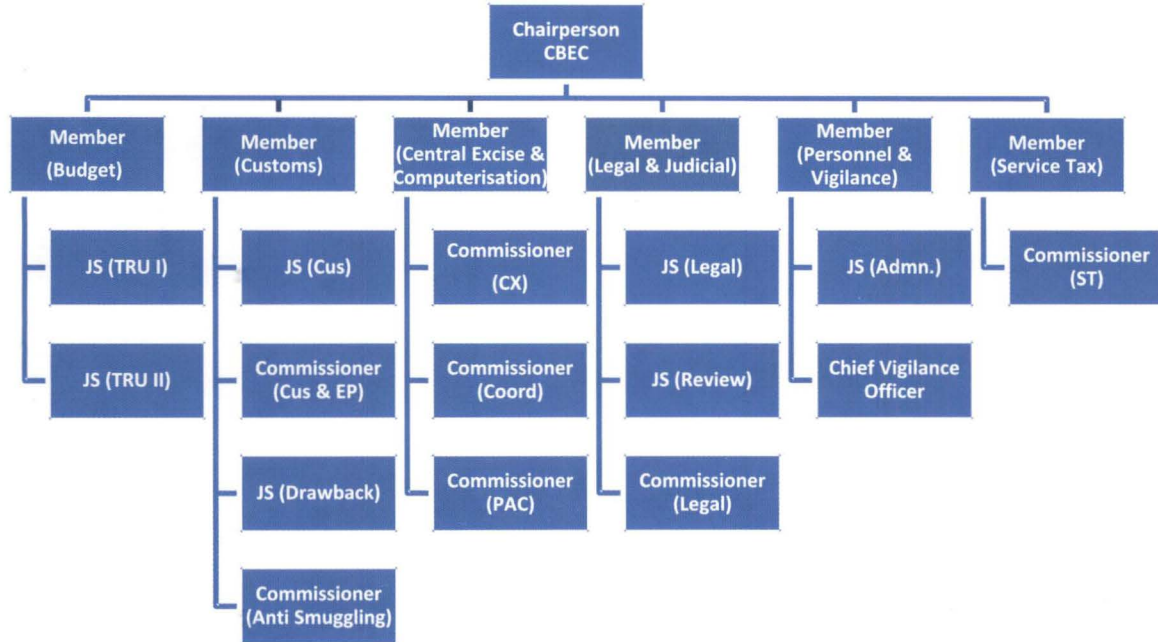 Chairperson
CBEC
Member
(Budget)
Member
(Customs)
Member
(Central Excise &
Computerisation)
Member
(Legal & Judicial)
Member
(Personnel &
Vigilance)
Member
(Service Tax)
JS (TRU I)
JS (Cus)
Commissioner
(CX)
JS (Legal)
JS (Admn.)
Commissioner
(ST)
JS (TRU II)
Commissioner
(Cus & EP)
Commissioner
(Coord)
JS (Review)
Chief Vigilance
Officer
JS (Drawback)
Commissioner
(PAC)
Commissioner
(Legal)
Commissioner
(Anti Smuggling)